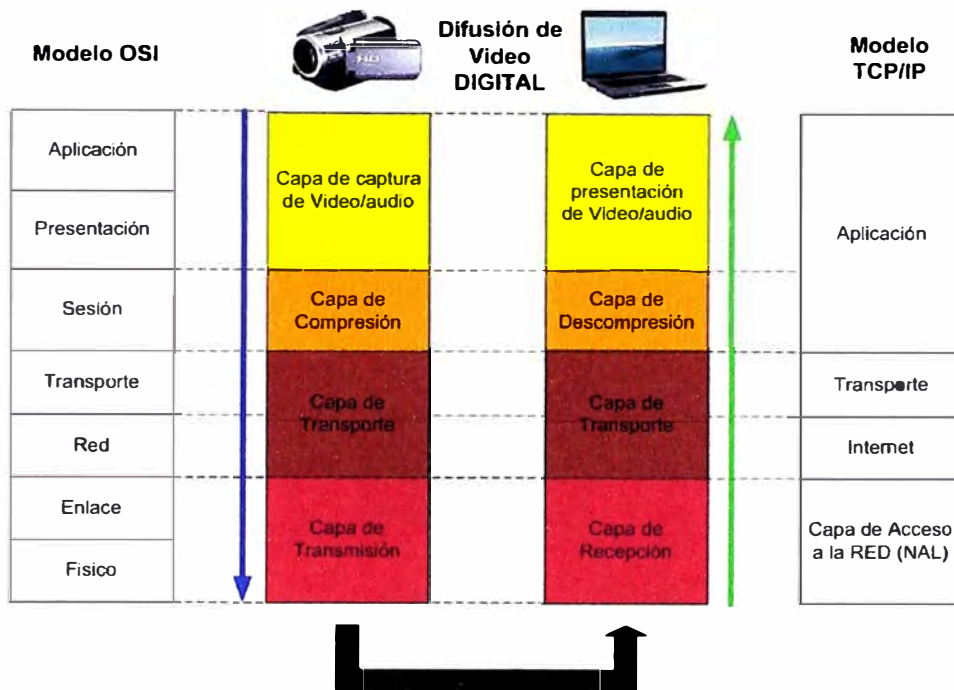 Modelo OSI
Difusión de
Video
DIGITAL
Modelo
TCP/IP
HD
Aplicación
Presentación
Sesión
Transporte
Red
Enlace
Fisico
Capa de captura
de Video/audio
Capa de
Compresión
Capa de
Transporte
Capa de
Transmisión
Capa de
presentación
de Video/audio
Capa de
Descompresión
Capa de
Transporte
Capa de
Recepción
Aplicación
Transporte
Internet
Capa de Acceso
a la RED (NAL)